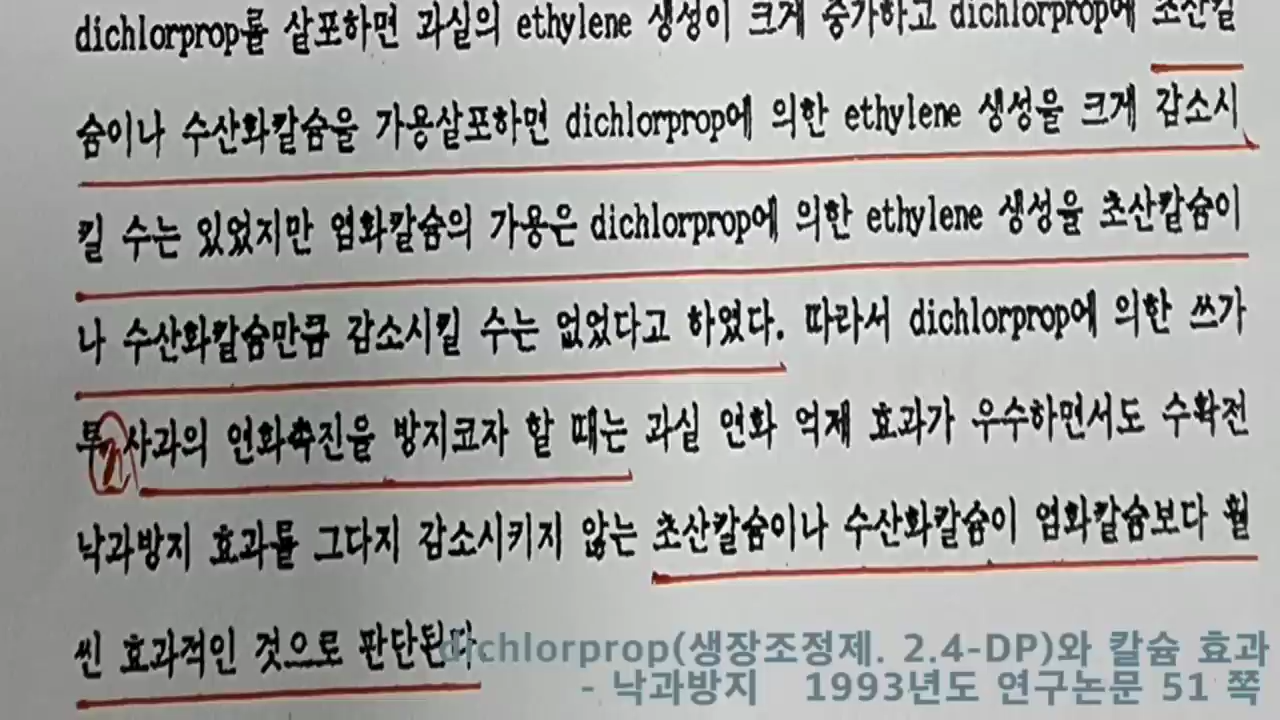 dichlorprop를 살포하면 과실의 ethylene 생성이 크게 증가하고 dichlorprop에 초산칼
슘이나 수산화칼슘을 가용살포하면 dichlorprop에 의한 ethylene 생성을 크게 감소시
킬 수는 있었지만 염화칼슘의 가용은 dichlorprop에 의한 ethylene 생성을 초산칼슘이
나 수산화칼슘만큼 감소시킬 수는 없었다고 하였다. 따라서 dichlorprop에 의한 쓰가
사과의 연화촉진을 방지코자 할 때는 과실 연화 억제 효과가 우수하면서도 수확전
낙과방지 효과를 그다지 감소시키지 않는 초산칼슘이나 수산화칼슘이 염화칼슘보다 훨
씬 효과적인 것으로 판단된다
dichlorprop(생장조정제. 2.4-DP)와 칼슘 효과
- 낙과방지 1993년도 연구논문 51 쪽